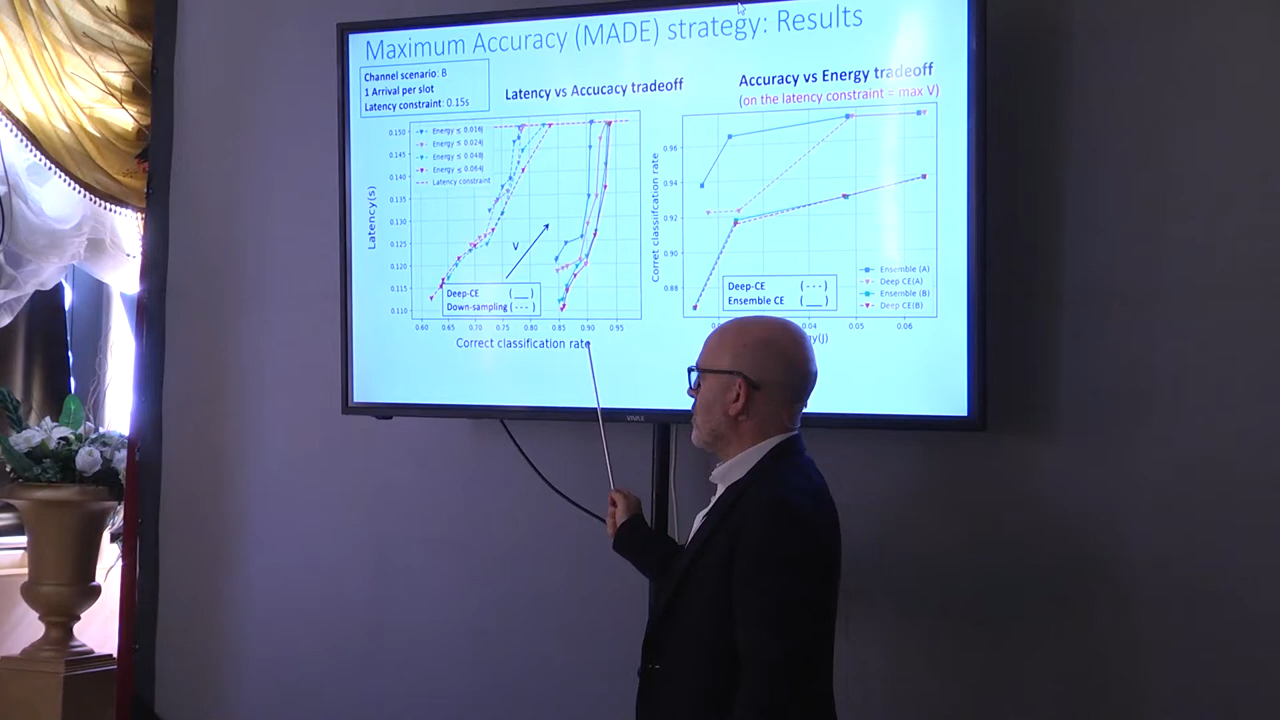 Maximum Accuracy (MADE) strategy: Results
Channel scenario: B
1 Arrival per slot
Latency constraint: 0.15s
Latency vs Accucacy tradeoff
Accuracy vs Energy tradeoff
(on the latency constraint = max V)
Energy ≤ 0.016J
Energy ≤ 0.024J
Energy ≤ 0.048J
Energy ≤ 0.064J
Latency constraint
0.150
0.145
0.140
0.135
0.130
0.125
0.120
0.115
0.110
Latency(s)
V
Deep-CE (___)
Down-sampling (---)
0.60 0.65 0.70 0.75 0.80 0.85 0.90 0.95
Correct classification rate
Corret classiifcation rate
0.96
0.94
0.92
0.90
0.88
Ensemble (A)
Deep CE(A)
Ensemble (B)
Deep CE(B)
Deep-CE (---)
Ensemble CE (___)
0.04 0.05 0.06
(J)
VIVAX